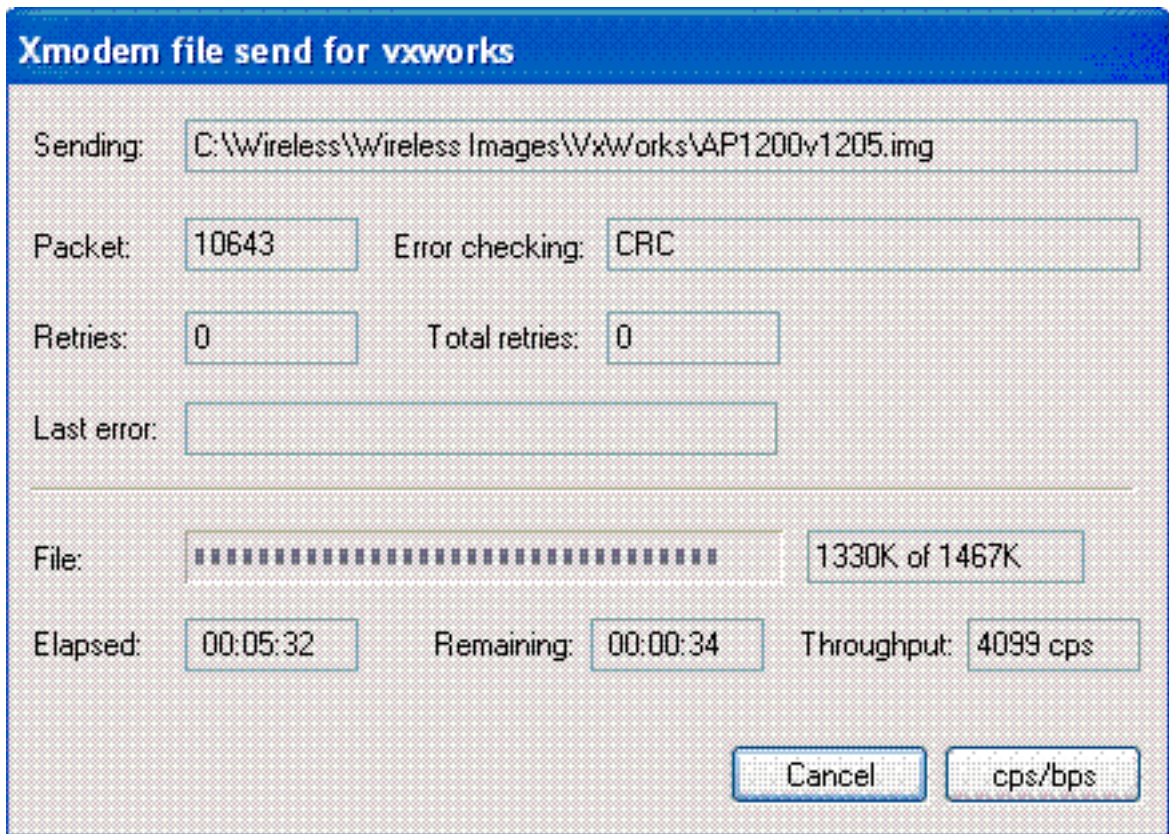 Xmodem file send for vxworks
Sending: C:\Wireless\Wireless Images\VxWorks\AP1200v1205.img
Packet: 10643 Error checking: CRC
Retries: 0 Total retries: 0
Last error:
File: 1330K of 1467K
Elapsed: 00:05:32 Remaining: 00:00:34 Throughput: 4099 cps
Cancel cps/bps